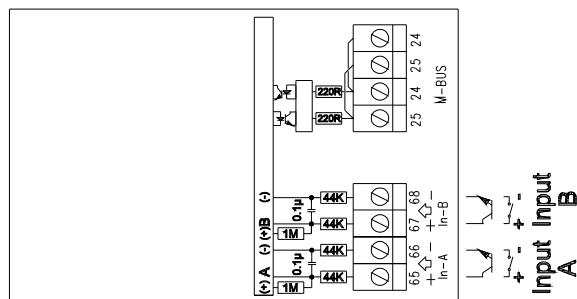 24
25
220R
24
220R
25
M-BUS
(-)
44K
68
-
0.1µ
In-B
(+)B
44K
67
+
1M
(-)
44K
66
-
0.1µ
In-A
A
44K
65
+
(+)
1M
-
+
Input
B
-
+
Input
A